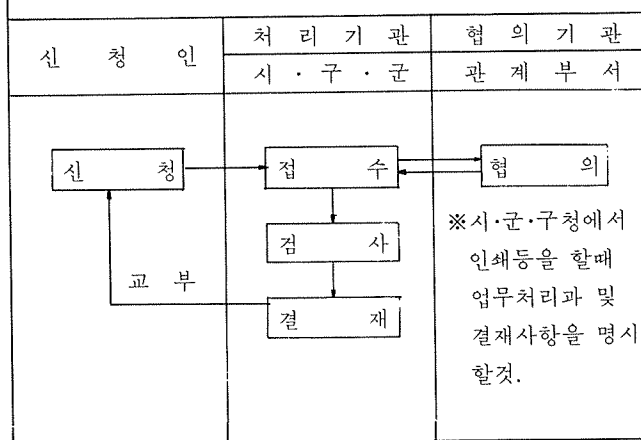 신 청 인
처 리 기 관
협 의 기 관
시 · 구 · 군
관 계 부 서
신 청
접 수
협 의
검 사
교 부
결 재
※시·군·구청에서
인쇄등을 할때
업무처리과 및
결재사항을 명시
할것.